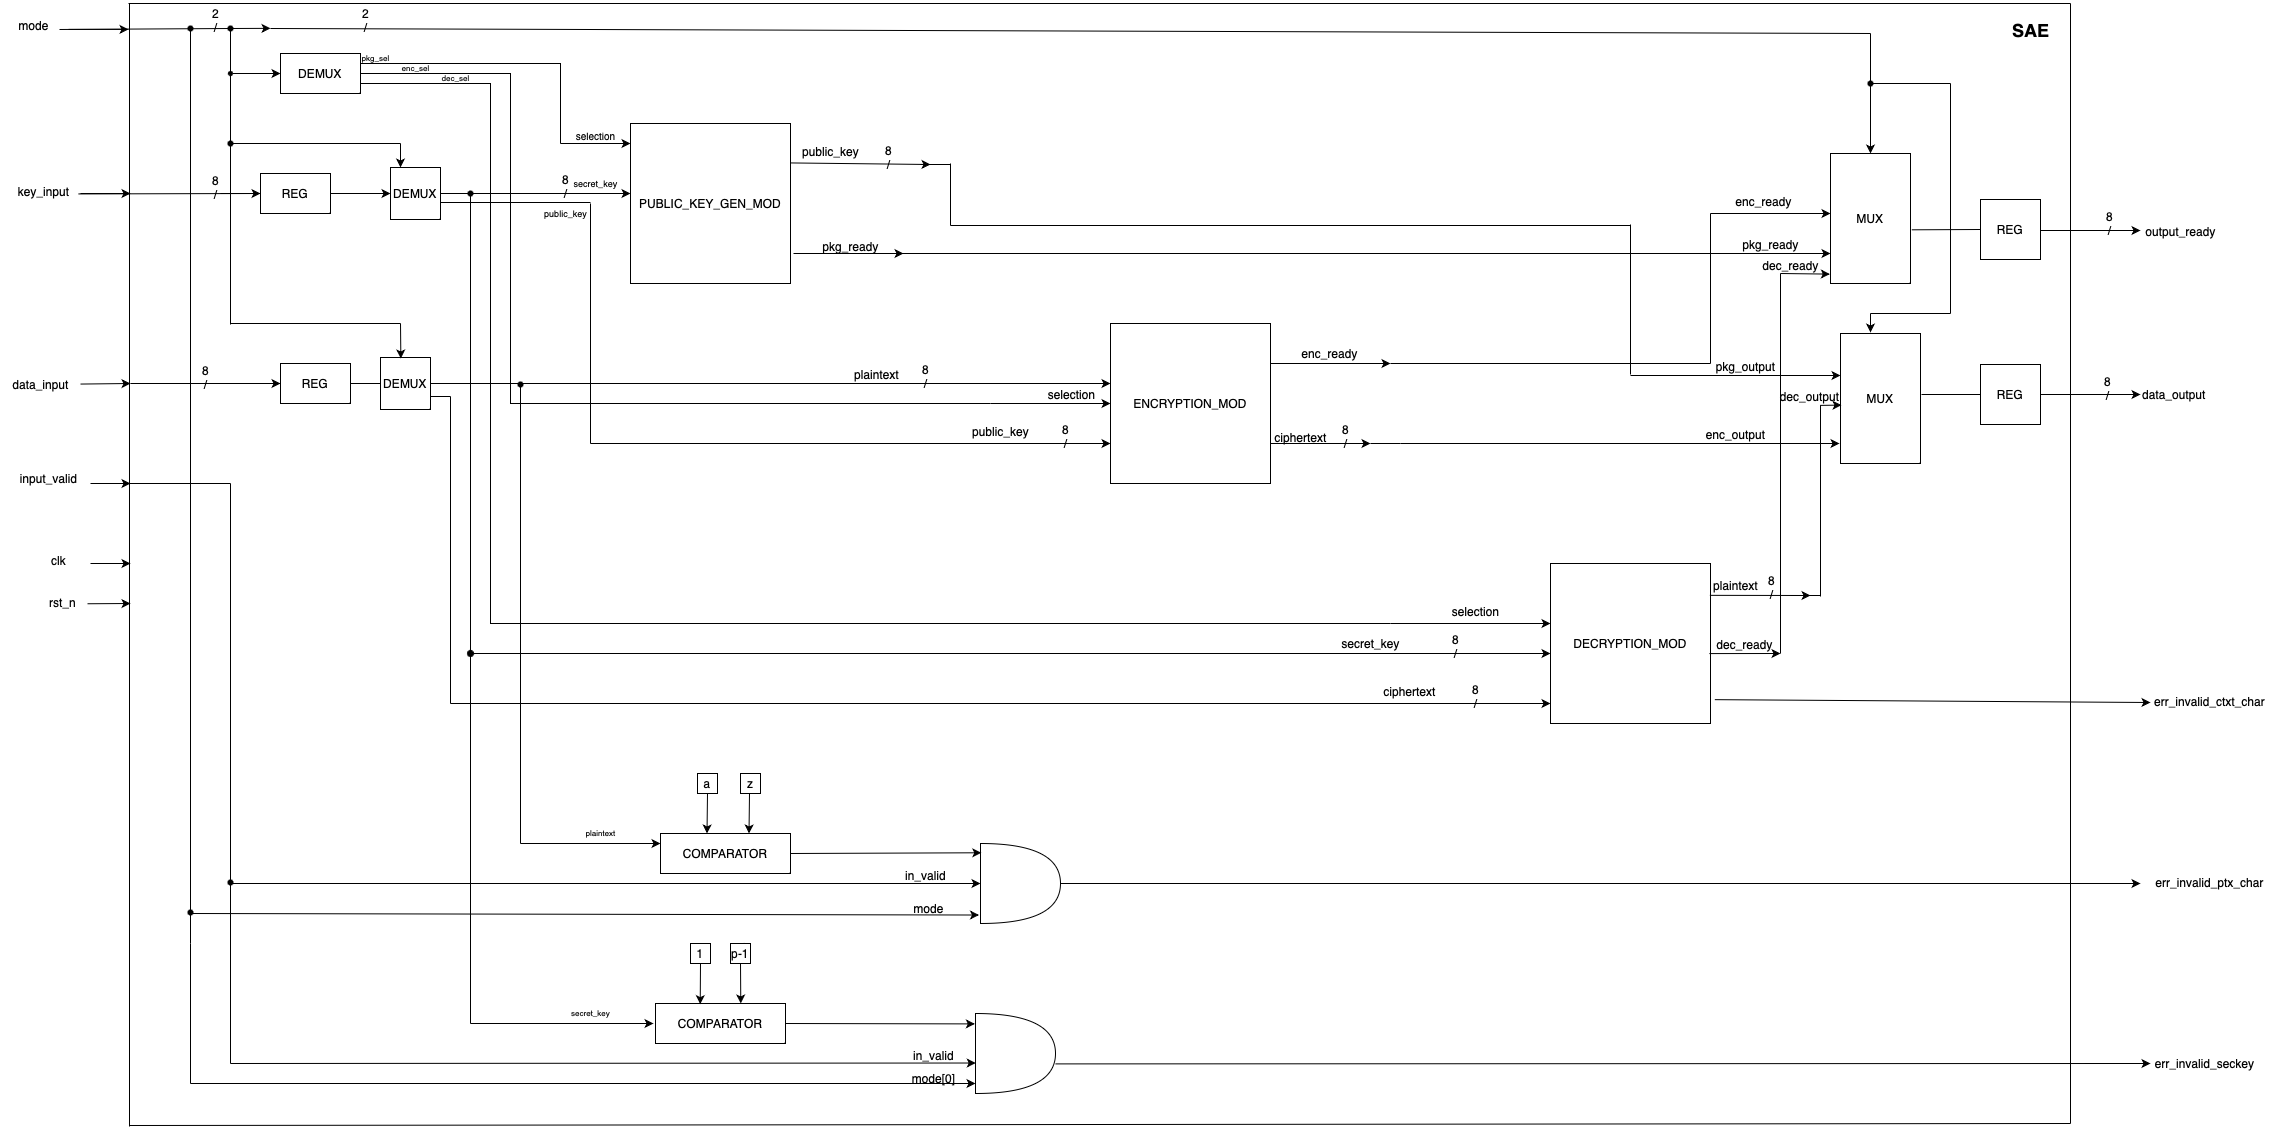 mode
2
2
SAE
DEMUX
pkg_sel
enc_sel
dec_sel
selection
key_input
8
REG
DEMUX
8
secret_key
public_key
PUBLIC_KEY_GEN_MOD
public_key
8
pkg_ready
enc_ready
pkg_ready
dec_ready
MUX
REG
8
output_ready
data_input
8
REG
DEMUX
plaintext
8
selection
public_key
8
ENCRYPTION_MOD
enc_ready
ciphertext
8
pkg_output
dec_output
enc_output
MUX
REG
8
data_output
input_valid
clk
rst_n
selection
secret_key
8
ciphertext
8
DECRYPTION_MOD
plaintext
8
dec_ready
err_invalid_ctxt_char
a
z
plaintext
COMPARATOR
in_valid
mode
err_invalid_ptx_char
1
p-1
secret_key
COMPARATOR
in_valid
mode[0]
err_invalid_seckey